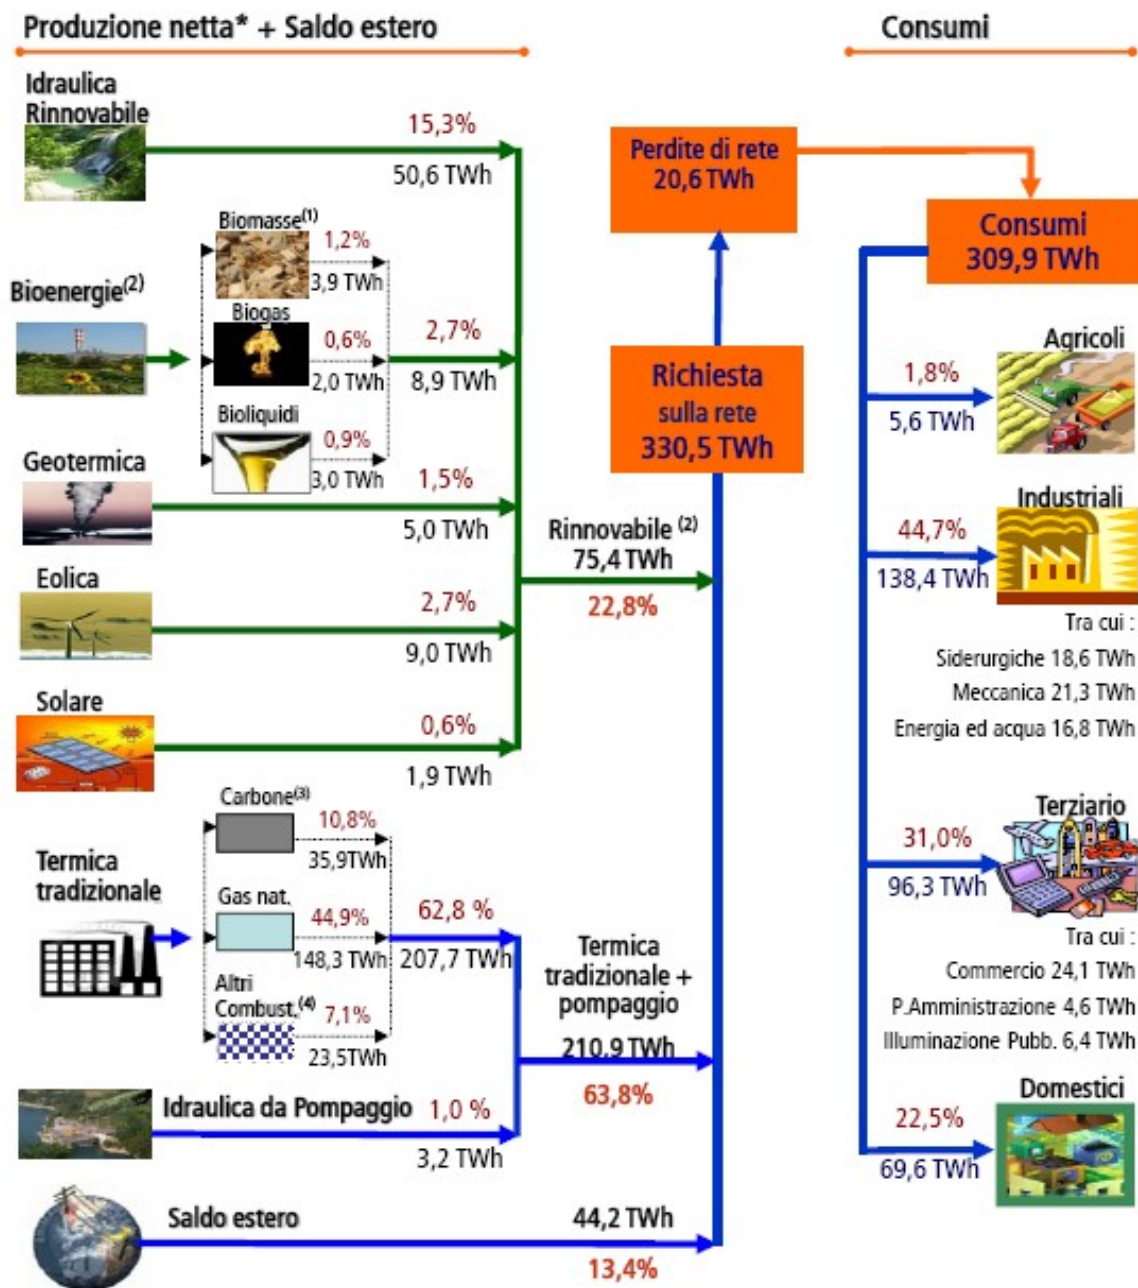 Produzione netta* + Saldo estero
Idraulica
Rinnovabile
15,3%
50,6 TWh
Bioenergie(2)
Biomasse(1)
1,2%
3,9 TWh
Biogas
0,6%
2,0 TWh
Bioliquidi
0,9%
3,0 TWh
2,7%
8,9 TWh
Geotermica
1,5%
5,0 TWh
Eolica
2,7%
9,0 TWh
Solare
0,6%
1,9 TWh
Rinnovabile (2)
75,4 TWh
22,8%
Termica
tradizionale
Carbone(3)
10,8%
35,9TWh
Gas nat.
44,9%
148,3 TWh
Altri
Combust.(4)
7,1%
23,5TWh
62,8 %
207,7 TWh
Idraulica da Pompaggio
1,0 %
3,2 TWh
Termica
tradizionale +
pompaggio
210,9 TWh
63,8%
Saldo estero
44,2 TWh
13,4%
Richiesta
sulla rete
330,5 TWh
Perdite di rete
20,6 TWh
Consumi
Consumi
309,9 TWh
Agricoli
1,8%
5,6 TWh
Industriali
44,7%
138,4 TWh
Tra cui :
Siderurgiche 18,6 TWh
Meccanica 21,3 TWh
Energia ed acqua 16,8 TWh
Terziario
31,0%
96,3 TWh
Tra cui :
Commercio 24,1 TWh
P.Amministrazione 4,6 TWh
Illuminazione Pubb. 6,4 TWh
Domestici
22,5%
69,6 TWh